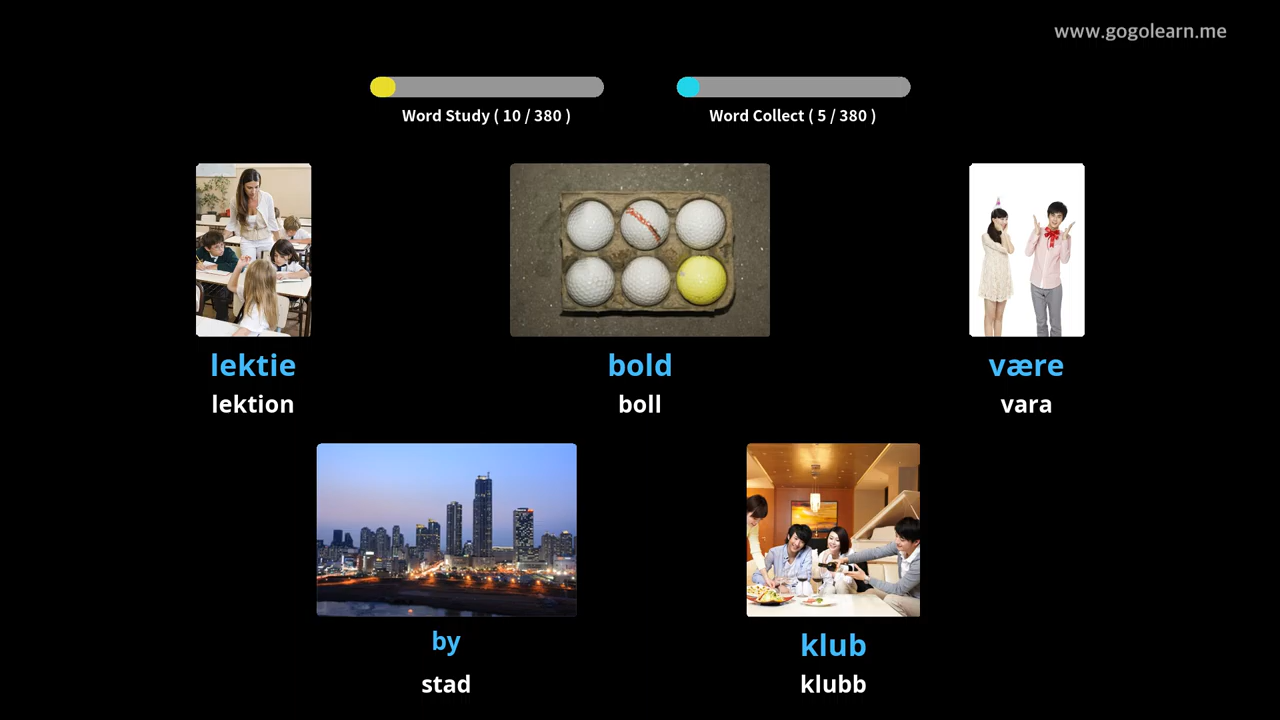 www.gogolearn.me
Word Study ( 10 / 380 )
Word Collect ( 5 / 380 )
lektie
lektion
bold
boll
være
vara
by
stad
klub
klubb